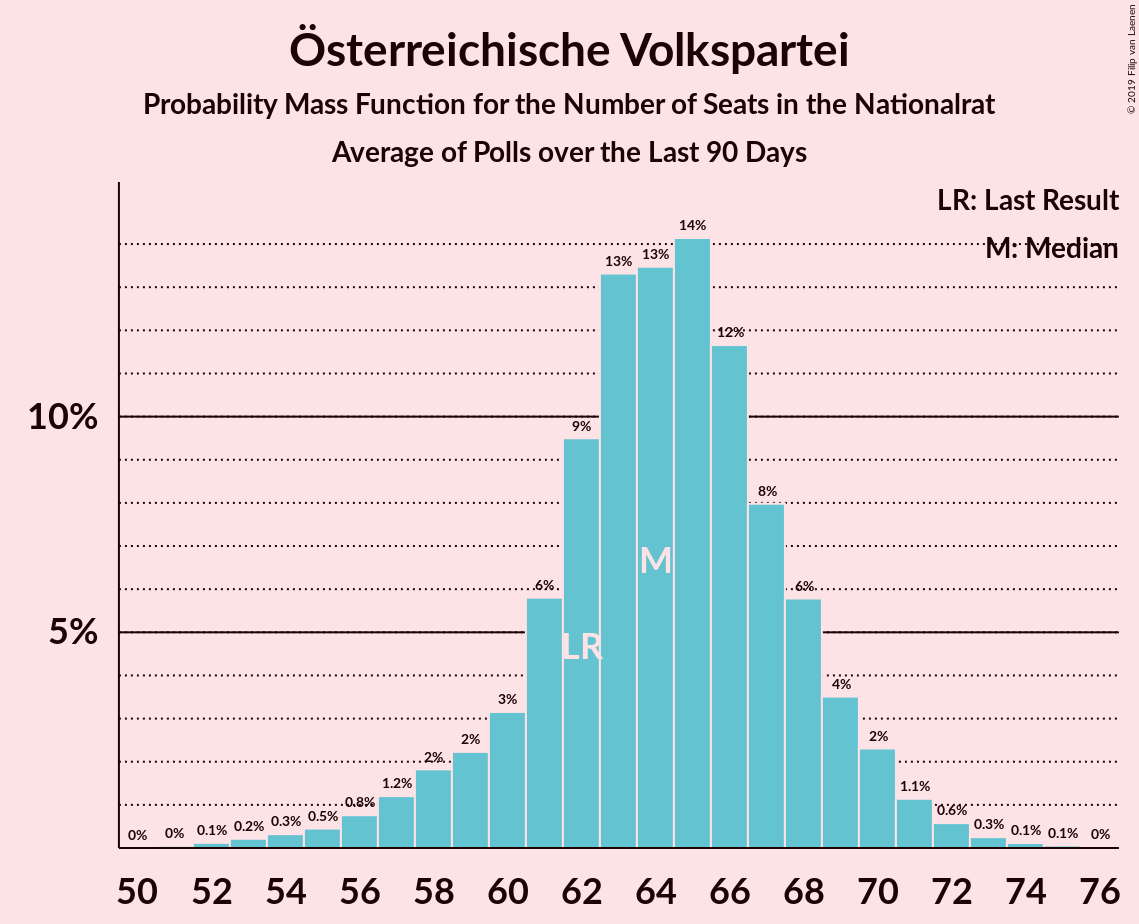 Österreichische Volkspartei
Probability Mass Function for the Number of Seats in the Nationalrat
Average of Polls over the Last 90 Days
© 2019 Filip van Laenen
LR: Last Result
M: Median
10%
5%
0% 0% 0.1% 0.2% 0.3% 0.5% 0.8% 1.2% 2% 2% 3% 6% 9% 13% 13% 14% 12% 8% 6% 4% 2% 1.1% 0.6% 0.3% 0.1% 0.1% 0%
M
LR
50 52 54 56 58 60 62 64 66 68 70 72 74 76